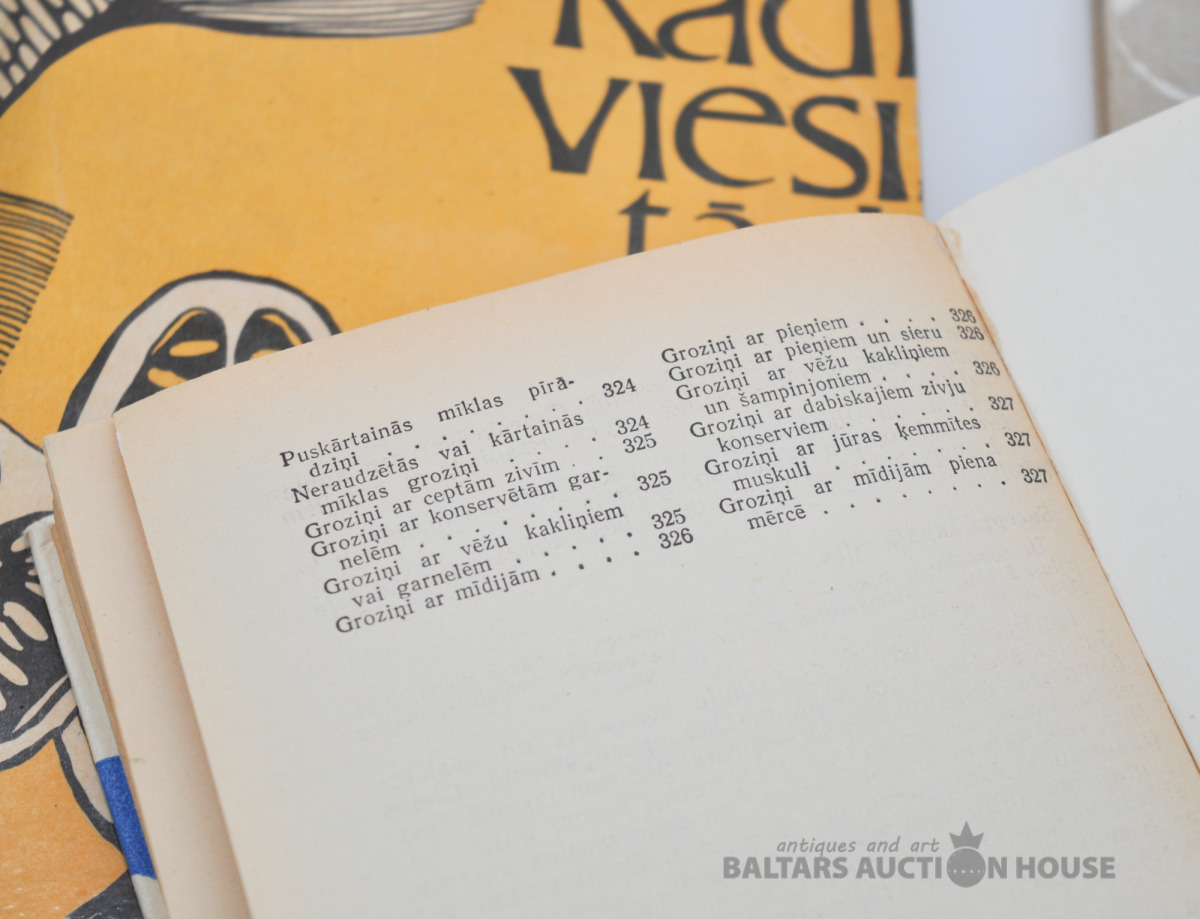 viesi
Puskārtainās mīklas pīrā-
dziņi . . . . . . . 324
Neraudzētās vai kārtainās
mīklas groziņi . . . . 324
Groziņi ar ceptām zivīm . . 325
Groziņi ar konservētām gar-
nelēm . . . . . . . 325
Groziņi ar vēžu kakliņiem
vai garnelēm . . . . . 325
Groziņi ar mīdijām . . . . 326
Groziņi ar pieņiem . . . . 326
Groziņi ar pieņiem un sieru 326
Groziņi ar vēžu kakliņiem
un šampinjoniem . . . . 326
Groziņi ar dabiskajiem zivju
konserviem . . . . . . 327
Groziņi ar jūras ķemmītes
muskuli . . . . . . . 327
Groziņi ar mīdijām piena
mērcē . . . . . . . 327
antiques and art
BALTARS AUCTION HOUSE